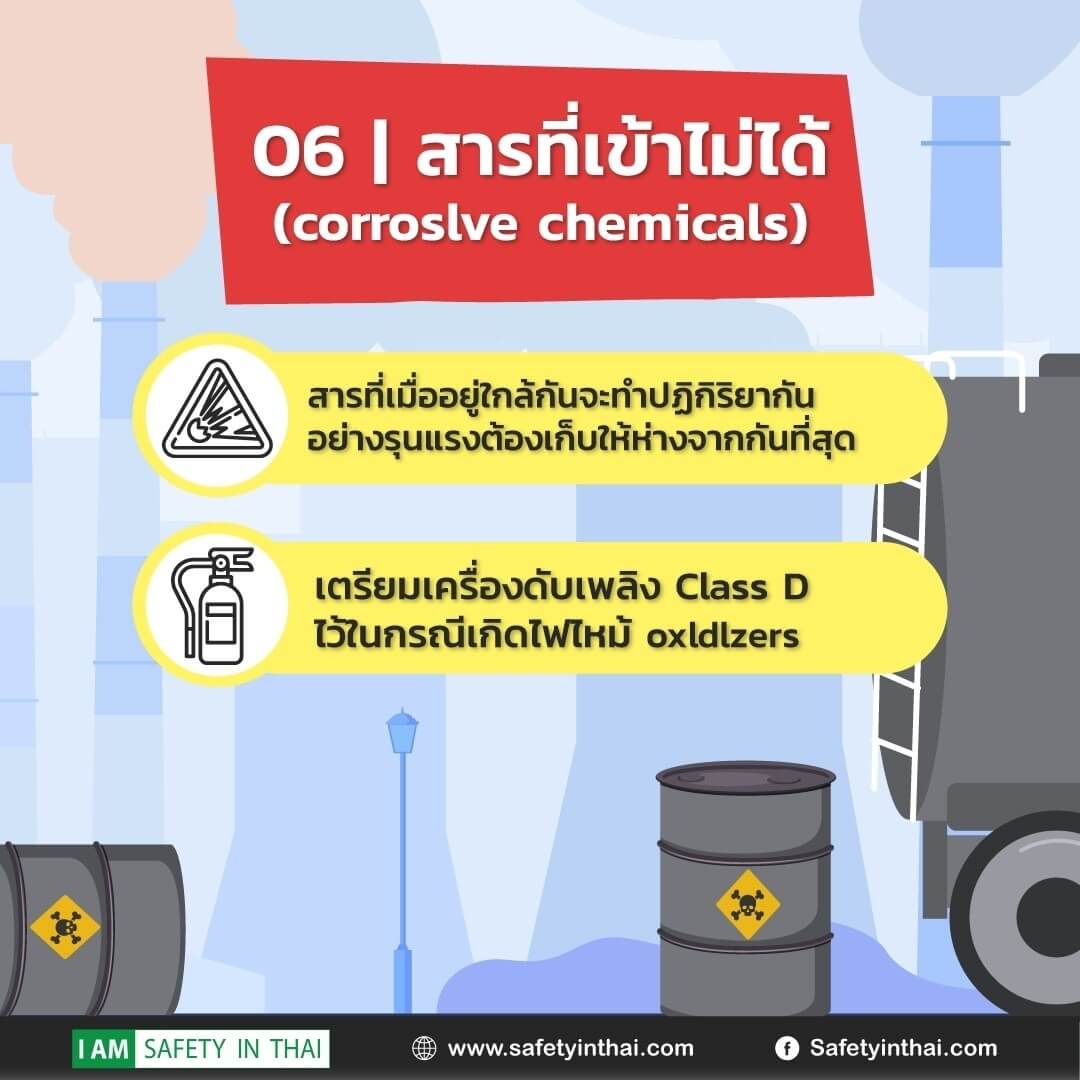 06 | สารที่เข้าไม่ได้
(corroslve chemicals)
สารที่เมื่ออยู่ใกล้กันจะทำปฏิกิริยากัน
อย่างรุนแรงต้องเก็บให้ห่างจากกันที่สุด
เตรียมเครื่องดับเพลิง Class D
ไว้ในกรณีเกิดไฟไหม้ oxldlzers
I AM SAFETY IN THAI
www.safetyinthai.com
Safetyinthai.com